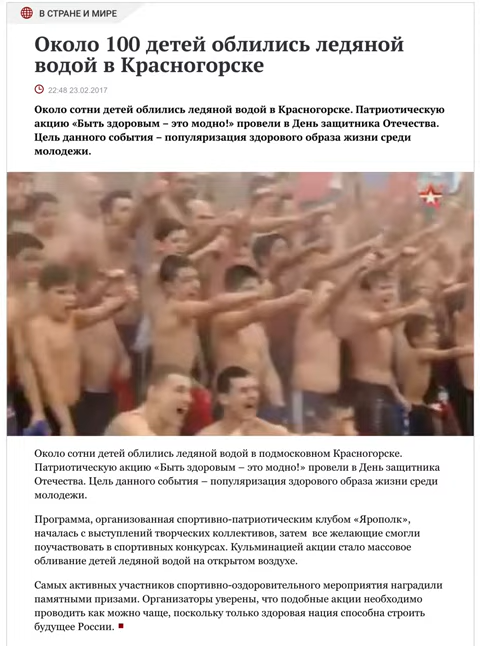 В СТРАНЕ И МИРЕ
Около 100 детей облились ледяной
водой в Красногорске
22:48 23.02.2017
Около сотни детей облились ледяной водой в Красногорске. Патриотическую
акцию «Быть здоровым – это модно!» провели в День защитника Отечества.
Цель данного события – популяризация здорового образа жизни среди
молодежи.
Около сотни детей облились ледяной водой в подмосковном Красногорске.
Патриотическую акцию «Быть здоровым – это модно!» провели в День защитника
Отечества. Цель данного события – популяризация здорового образа жизни среди
молодежи.
Программа, организованная спортивно-патриотическим клубом «Ярополк»,
началась с выступлений творческих коллективов, затем все желающие смогли
поучаствовать в спортивных конкурсах. Кульминацией акции стало массовое
обливание детей ледяной водой на открытом воздухе.
Самых активных участников спортивно-оздоровительного мероприятия наградили
памятными призами. Организаторы уверены, что подобные акции необходимо
проводить как можно чаще, поскольку только здоровая нация способна строить
будущее России.